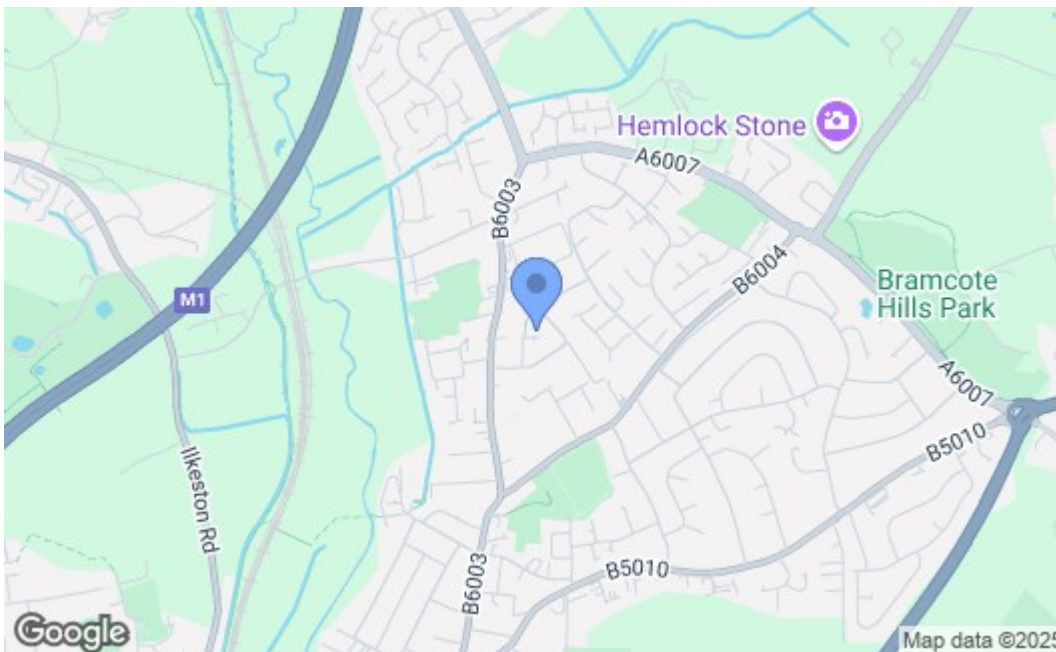 Hemlock Stone
A6007
B6003
B6004
M1
Bramcote
Hills Park
A6007
B5010
Ilkeston Rd
B5010
B6003
Google
Map data ©2025